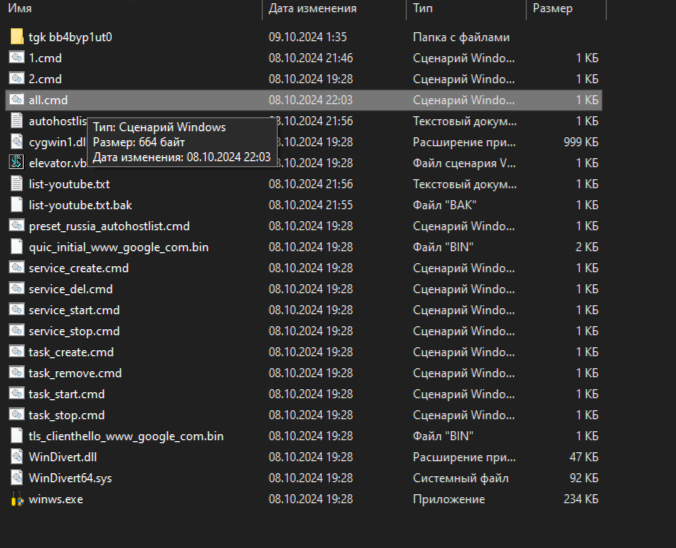 Имя Дата изменения Тип Размер
tgk bb4byp1ut0 09.10.2024 1:35 Папка с файлами
1.cmd 08.10.2024 21:46 Сценарий Windo... 1 КБ
2.cmd 08.10.2024 19:28 Сценарий Windo... 1 КБ
all.cmd 08.10.2024 22:03 Сценарий Windo... 1 КБ
autohostlis 08.10.2024 21:56 Текстовый докум... 1 КБ
Тип: Сценарий Windows
cygwin1.dl 08.10.2024 19:28 Расширение при... 999 КБ
Размер: 664 байт
elevator.vb 08.10.2024 19:28 Файл сценария V... 1 КБ
Дата изменения: 08.10.2024 22:03
list-youtube.txt 08.10.2024 21:56 Текстовый докум... 1 КБ
list-youtube.txt.bak 08.10.2024 21:55 Файл "BAK" 1 КБ
preset_russia_autohostlist.cmd 08.10.2024 19:28 Сценарий Windo... 1 КБ
quic_initial_www_google_com.bin 08.10.2024 19:28 Файл "BIN" 2 КБ
service_create.cmd 08.10.2024 19:28 Сценарий Windo... 1 КБ
service_del.cmd 08.10.2024 19:28 Сценарий Windo... 1 КБ
service_start.cmd 08.10.2024 19:28 Сценарий Windo... 1 КБ
service_stop.cmd 08.10.2024 19:28 Сценарий Windo... 1 КБ
task_create.cmd 08.10.2024 19:28 Сценарий Windo... 1 КБ
task_remove.cmd 08.10.2024 19:28 Сценарий Windo... 1 КБ
task_start.cmd 08.10.2024 19:28 Сценарий Windo... 1 КБ
task_stop.cmd 08.10.2024 19:28 Сценарий Windo... 1 КБ
tls_clienthello_www_google_com.bin 08.10.2024 19:28 Файл "BIN" 1 КБ
WinDivert.dll 08.10.2024 19:28 Расширение при... 47 КБ
WinDivert64.sys 08.10.2024 19:28 Системный файл 92 КБ
winws.exe 08.10.2024 19:28 Приложение 234 КБ